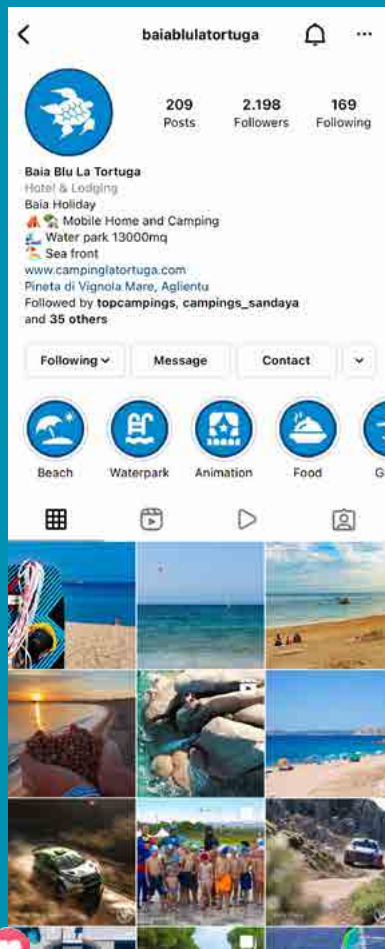 baiablulatortuga
209 2.198 169
Posts Followers Following
Baia Blu La Tortuga
Hotel & Lodging
Baia Holiday
Mobile Home and Camping
Water park 13000mq
Sea front
www.campinglatortuga.com
Pineta di Vignola Mare, Aglientu
Followed by topcampings, campings_sandaya
and 35 others
Following Message Contact
Beach Waterpark Animation Food